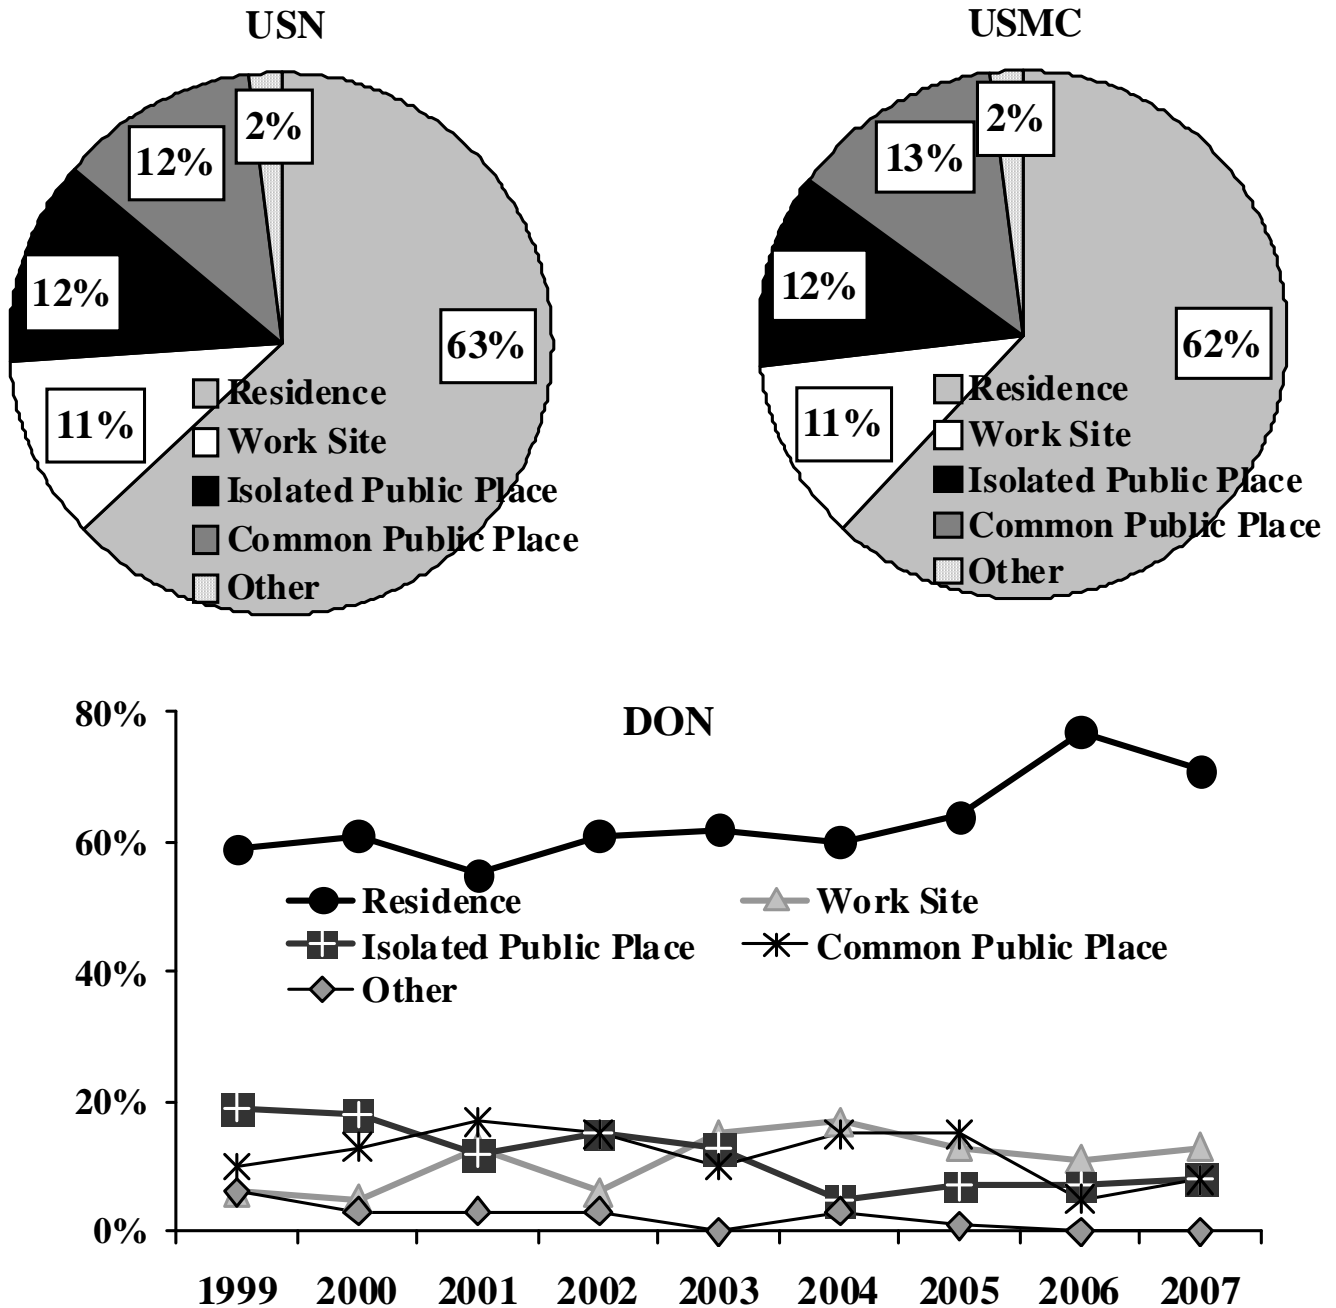 USN
USMC
2%
12%
12%
63%
11%
Residence
Work Site
Isolated Public Place
Common Public Place
Other
2%
13%
12%
62%
11%
Residence
Work Site
Isolated Public Place
Common Public Place
Other
DON
80%
60%
40%
20%
0%
Residence
Work Site
Isolated Public Place
Common Public Place
Other
1999 2000 2001 2002 2003 2004 2005 2006 2007